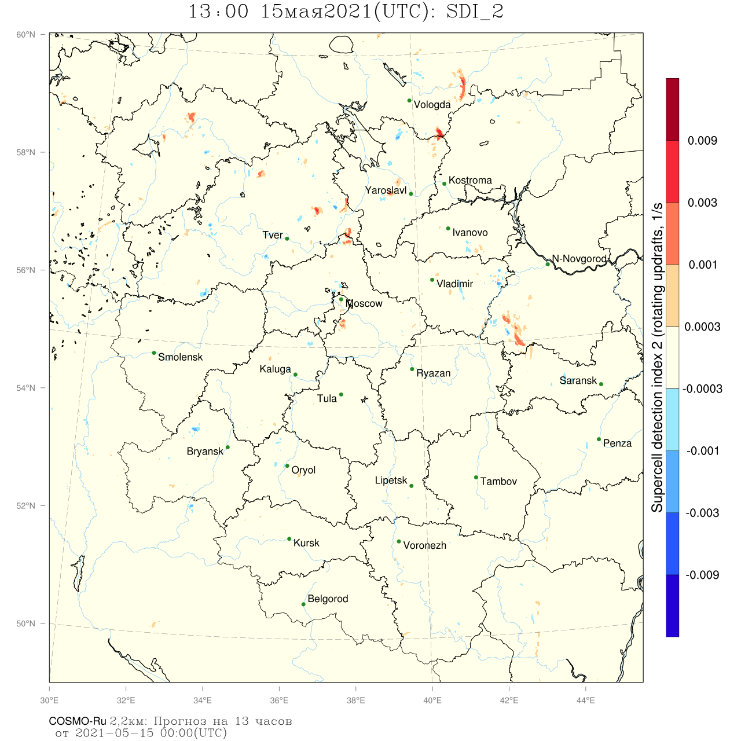 13:00 15мая2021(UTC): SDI_2
60°N
58°N
56°N
54°N
52°N
50°N
30°E
32°E
34°E
36°E
38°E
40°E
42°E
44°E
Vologda
Kostroma
Yaroslavl
Ivanovo
Tver
N-Novgorod
Vladimir
Moscow
Smolensk
Kaluga
Ryazan
Saransk
Tula
Penza
Bryansk
Oryol
Lipetsk
Tambov
Kursk
Voronezh
Belgorod
0.009
0.003
0.001
0.0003
-0.0003
-0.001
-0.003
-0.009
Supercell detection index 2 (rotating updrafts, 1/s
COSMO-Ru 2.2км: Прогноз на 13 часов
от 2021-05-15 00:00(UTC)